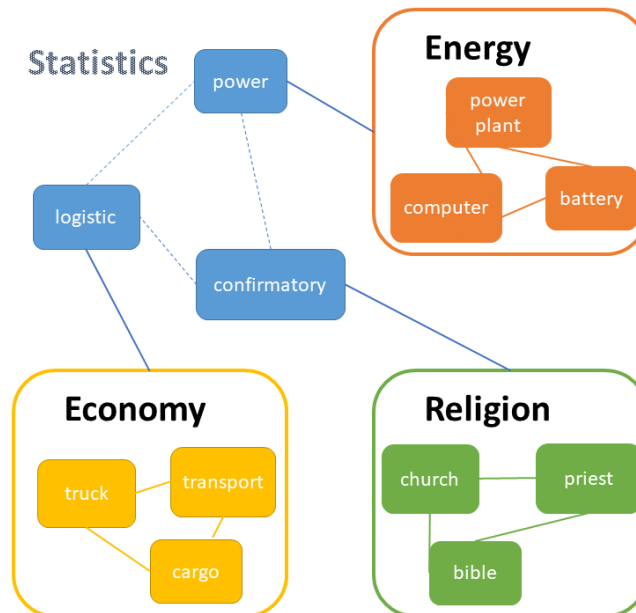 Statistics
power
logistic
confirmatory
Energy
power
plant
computer
battery
Economy
truck
transport
cargo
Religion
church
priest
bible